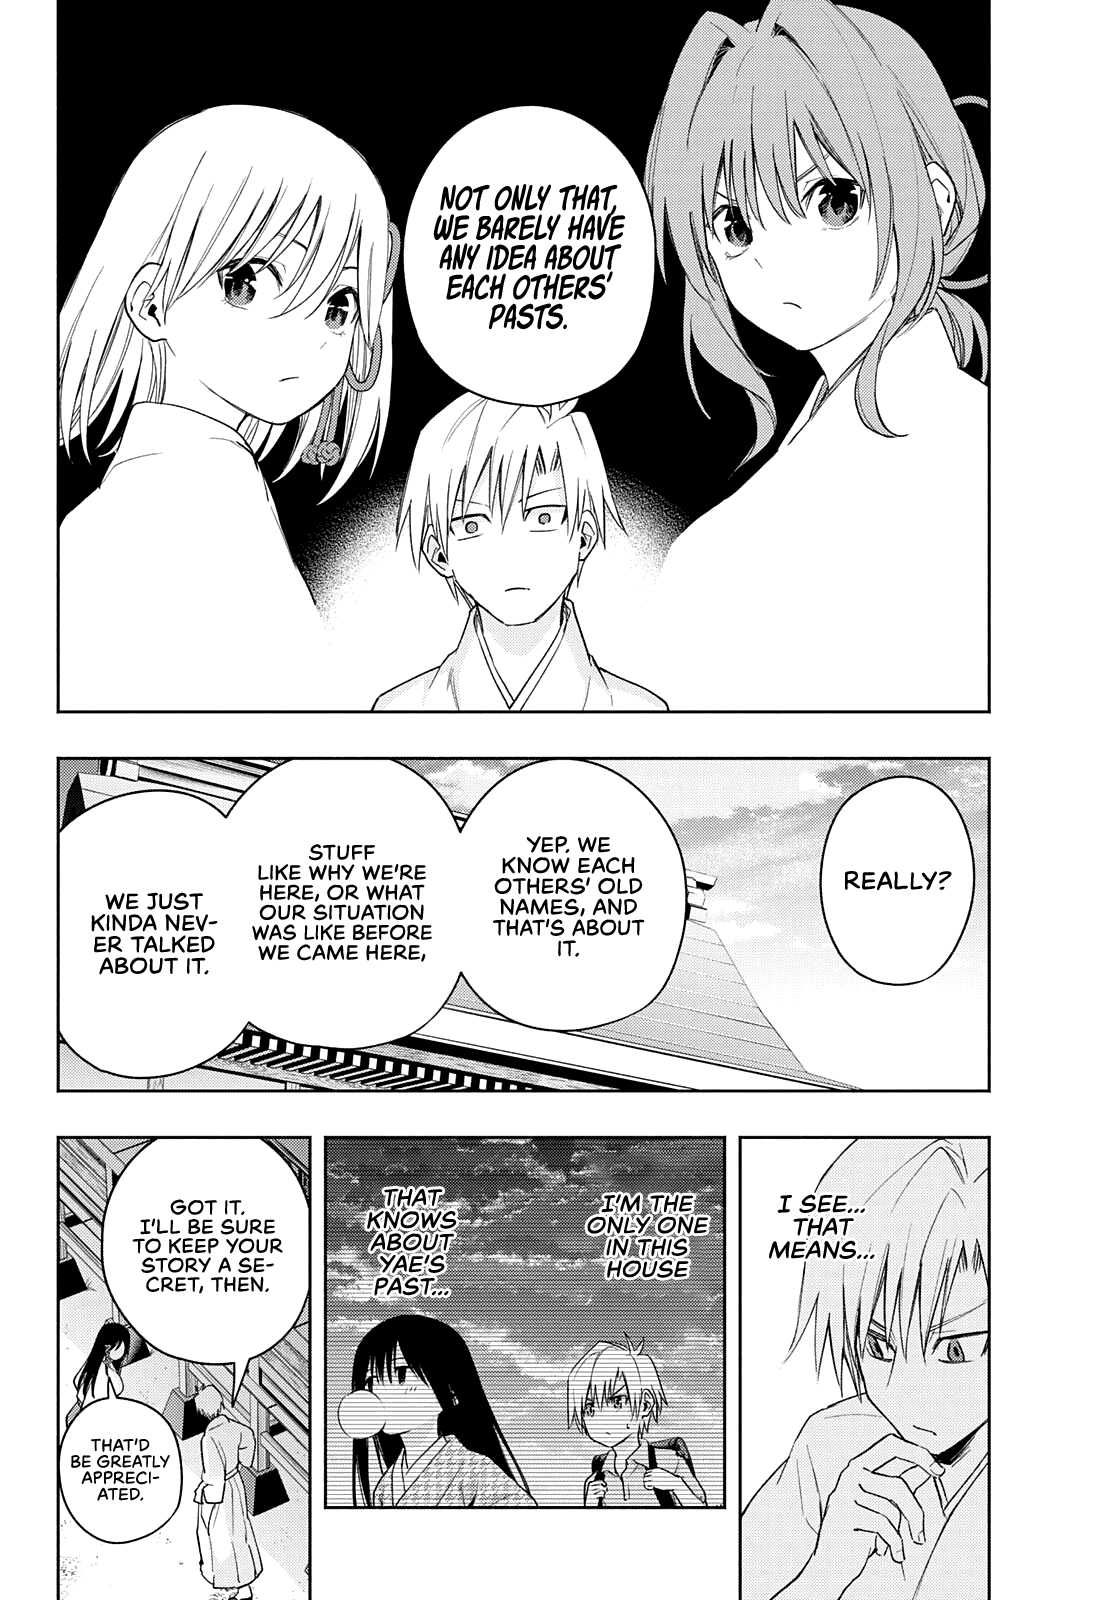 NOT ONLY THAT,
WE BARELY HAVE
ANY IDEA ABOUT
EACH OTHERS'
PASTS.
REALLY?
YEP. WE
KNOW EACH
OTHERS' OLD
NAMES, AND
THAT'S ABOUT
IT.
STUFF
LIKE WHY WE'RE
HERE, OR WHAT
OUR SITUATION
WAS LIKE BEFORE
WE CAME HERE,
WE JUST
KINDA NEV-
ER TALKED
ABOUT IT.
I SEE...
THAT
MEANS...
I'M THE
ONLY ONE
IN THIS
HOUSE
THAT
KNOWS
ABOUT
YAE'S
PAST...
GOT IT.
I'LL BE SURE
TO KEEP YOUR
STORY A SE-
CRET, THEN.
THAT'D
BE GREATLY
APPRECI-
ATED.